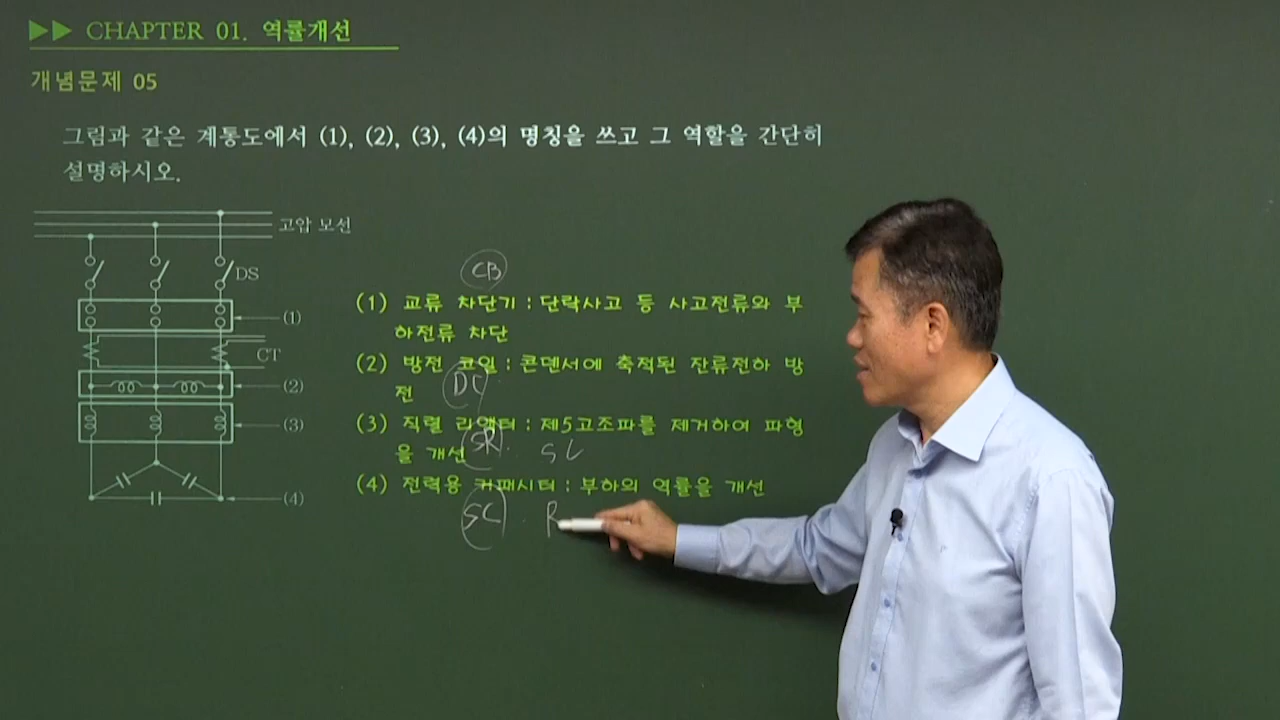 ▶▶ CHAPTER 01. 역률개선
개념문제 05
그림과 같은 계통도에서 (1), (2), (3), (4)의 명칭을 쓰고 그 역할을 간단히
설명하시오.
고압 모선
DS
(1)
CT
(2)
(3)
(4)
CB
(1) 교류 차단기 : 단락사고 등 사고전류와 부
하전류 차단
(2) 방전 코일 : 콘덴서에 축적된 잔류전하 방
전
DC
(3) 직렬 리액터 : 제5고조파를 제거하여 파형
을 개선
SR
(4) 전력용 커패시터 : 부하의 역률을 개선
SC